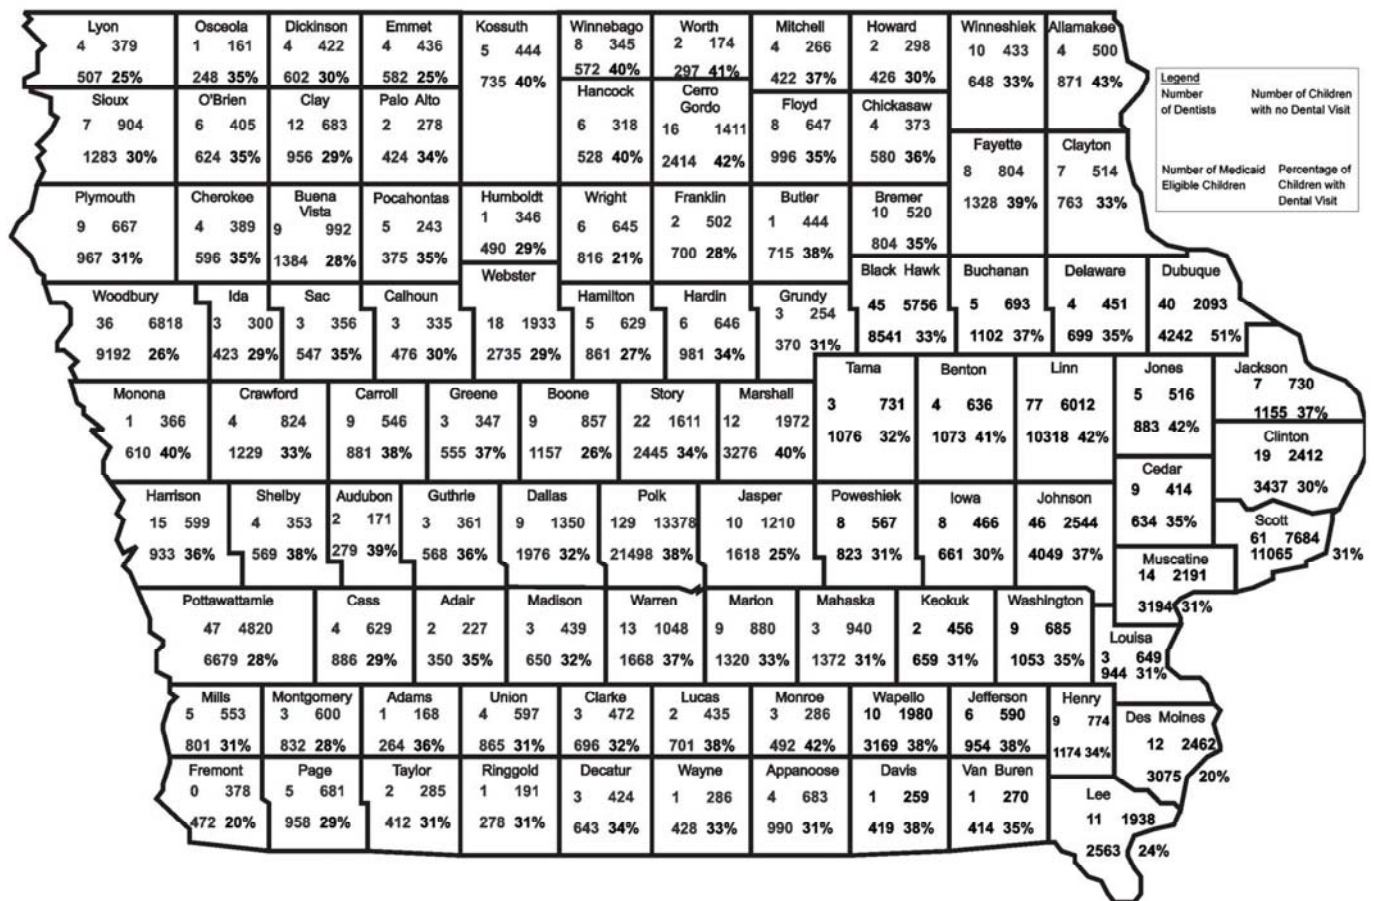 Lyon
4 379
507 25%
Osceola
1 161
248 35%
Dickinson
4 422
602 30%
Emmet
4 436
582 25%
Kossuth
5 444
735 40%
Winnebago
8 345
572 40%
Worth
2 174
297 41%
Mitchell
4 266
422 37%
Howard
2 298
426 30%
Winneshiek
10 433
648 33%
Allamakee
4 500
871 43%
Legend
Number Number of Children
of Dentists with no Dental Visit
Number of Medicaid Percentage of
Eligible Children Children with
Dental Visit
Sioux
7 904
1283 30%
O'Brien
6 405
624 35%
Clay
12 683
956 29%
Palo Alto
2 278
424 34%
Hancock
6 318
528 40%
Cerro
Gordo
16 1411
2414 42%
Floyd
8 647
996 35%
Chickasaw
4 373
580 36%
Fayette
8 804
1328 39%
Clayton
7 514
763 33%
Plymouth
9 667
967 31%
Cherokee
4 389
596 35%
Buena
Vista
9 992
1384 28%
Pocahontas
5 243
375 35%
Humboldt
1 346
490 29%
Wright
6 645
816 21%
Franklin
2 502
700 28%
Butler
1 444
715 38%
Bremer
10 520
804 35%
Woodbury
36 6818
9192 26%
Ida
3 300
423 29%
Sac
3 356
547 35%
Calhoun
3 335
476 30%
Webster
18 1933
2735 29%
Hamilton
5 629
861 27%
Hardin
6 646
981 34%
Grundy
3 254
370 31%
Black Hawk
45 5756
8541 33%
Buchanan
5 693
1102 37%
Delaware
4 451
699 35%
Dubuque
40 2093
4242 51%
Monona
1 366
610 40%
Crawford
4 824
1229 33%
Carroll
9 546
881 38%
Greene
3 347
555 37%
Boone
9 857
1157 26%
Story
22 1611
2445 34%
Marshall
12 1972
3276 40%
Tama
3 731
1076 32%
Benton
4 636
1073 41%
Linn
77 6012
10318 42%
Jones
5 516
883 42%
Jackson
7 730
1155 37%
Clinton
19 2412
3437 30%
Cedar
9 414
634 35%
Harrison
15 599
933 36%
Shelby
4 353
569 38%
Audubon
2 171
279 39%
Guthrie
3 361
568 36%
Dallas
9 1350
1976 32%
Polk
129 13378
21498 38%
Jasper
10 1210
1618 25%
Poweshiek
8 567
823 31%
Iowa
8 466
661 30%
Johnson
46 2544
4049 37%
Scott
61 7684
11065 31%
Muscatine
14 2191
3194 31%
Pottawattamie
47 4820
6679 28%
Cass
4 629
886 29%
Adair
2 227
350 35%
Madison
3 439
650 32%
Warren
13 1048
1668 37%
Marion
9 880
1320 33%
Mahaska
3 940
1372 31%
Keokuk
2 456
659 31%
Washington
9 685
1053 35%
Louisa
3 649
944 31%
Mills
5 553
801 31%
Montgomery
3 600
832 28%
Adams
1 168
264 36%
Union
4 597
865 31%
Clarke
3 472
696 32%
Lucas
2 435
701 38%
Monroe
3 286
492 42%
Wapello
10 1980
3169 38%
Jefferson
6 590
954 38%
Henry
9 774
1174 34%
Des Moines
12 2462
3075 20%
Fremont
0 378
472 20%
Page
5 681
958 29%
Taylor
2 285
412 31%
Ringgold
1 191
278 31%
Decatur
3 424
643 34%
Wayne
1 286
428 33%
Appanoose
4 683
990 31%
Davis
1 259
419 38%
Van Buren
1 270
414 35%
Lee
11 1938
2563 24%